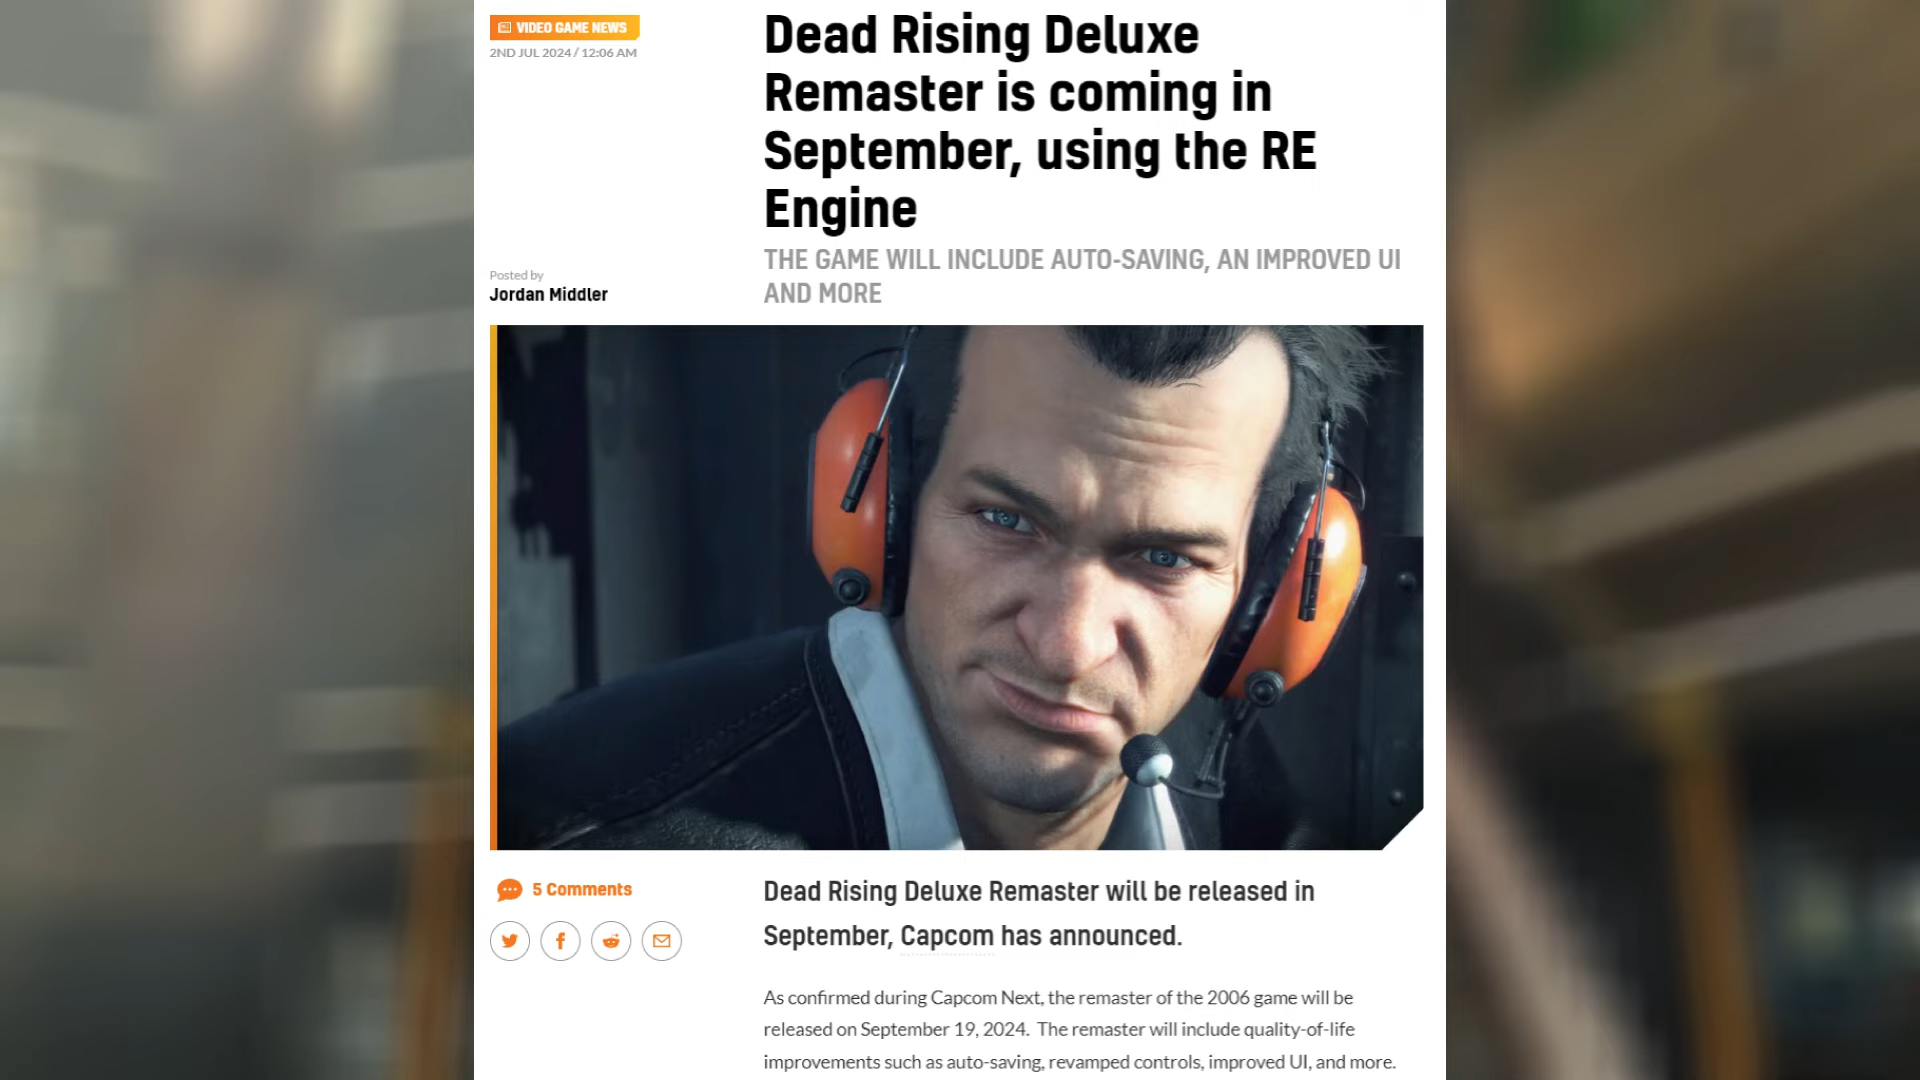 VIDEO GAME NEWS
2ND JUL 2024 / 12:06 AM
Dead Rising Deluxe
Remaster is coming in
September, using the RE
Engine
THE GAME WILL INCLUDE AUTO-SAVING, AN IMPROVED UI
AND MORE
Posted by
Jordan Middler
5 Comments
Dead Rising Deluxe Remaster will be released in
September, Capcom has announced.
As confirmed during Capcom Next, the remaster of the 2006 game will be
released on September 19, 2024. The remaster will include quality-of-life
improvements such as auto-saving, revamped controls, improved UI, and more.